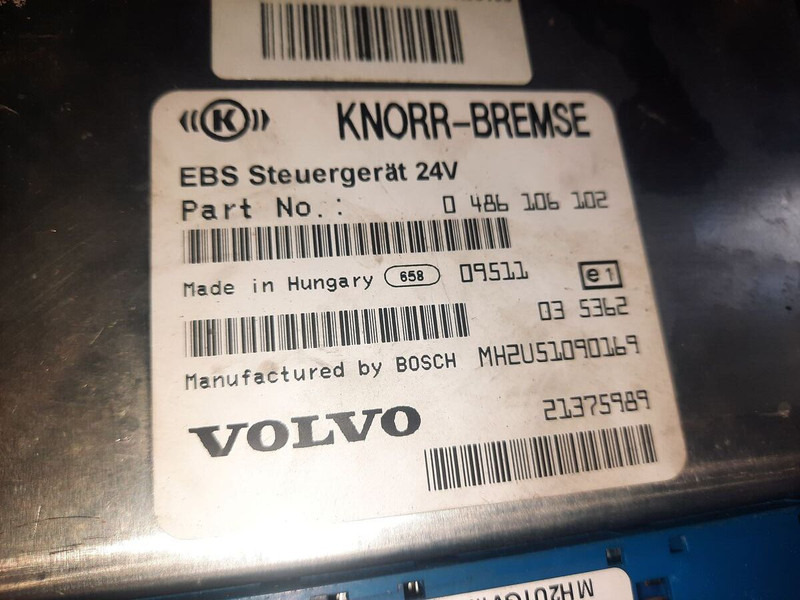 K KNORR-BREMSE
EBS Steuergerät 24V
Part No.: 0 486 106 102
Made in Hungary 658 09511 e1
03 5362
Manufactured by BOSCH MH2U51090169
21375989
VOLVO